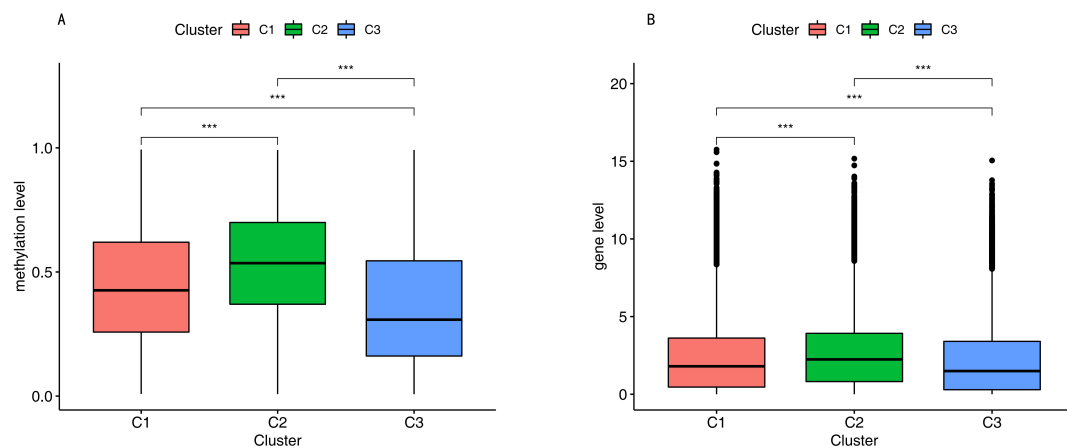 A
Cluster C1 C2 C3
***
***
***
methylation level
1.0
0.5
0.0
C1 C2 C3
Cluster
B
Cluster C1 C2 C3
***
***
***
gene level
20
15
10
5
0
C1 C2 C3
Cluster